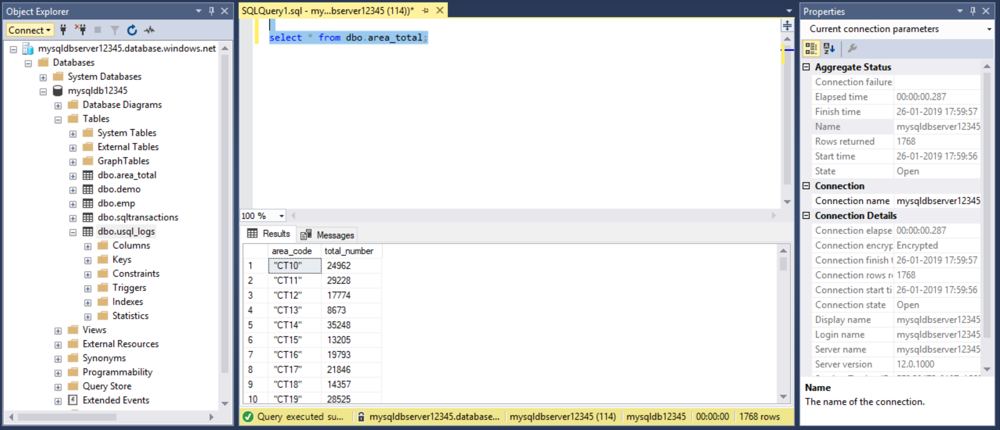 Object Explorer
Connect
mysqldbserver12345.database.windows.net
Databases
System Databases
mysqldb12345
Database Diagrams
Tables
System Tables
External Tables
GraphTables
dbo.area_total
dbo.demo
dbo.emp
dbo.sqltransactions
dbo.usql_logs
Columns
Keys
Constraints
Triggers
Indexes
Statistics
Views
External Resources
Synonyms
Programmability
Query Store
Extended Events
SQLQuery1.sql - my...bserver12345 (114))*
select * from dbo.area_total;
100 %
Results Messages
area_code total_number
1 "CT10" 24962
2 "CT11" 29228
3 "CT12" 17774
4 "CT13" 8673
5 "CT14" 35248
6 "CT15" 13205
7 "CT16" 19793
8 "CT17" 21846
9 "CT18" 14357
10 "CT19" 28525
Query executed su... mysqldbserver12345.database... mysqldbserver12345 (114) mysqldb12345 00:00:00 1768 rows
Properties
Current connection parameters
Aggregate Status
Connection failure
Elapsed time 00:00:00.287
Finish time 26-01-2019 17:59:57
Name mysqldbserver12345
Rows returned 1768
Start time 26-01-2019 17:59:56
State Open
Connection
Connection name mysqldbserver12345
Connection Details
Connection elapse 00:00:00.287
Connection encryp Encrypted
Connection finish t 26-01-2019 17:59:57
Connection rows r 1768
Connection start ti 26-01-2019 17:59:56
Connection state Open
Display name mysqldbserver12345
Login name mysqldbserver12345
Server name mysqldbserver12345
Server version 12.0.1000
Name
The name of the connection.